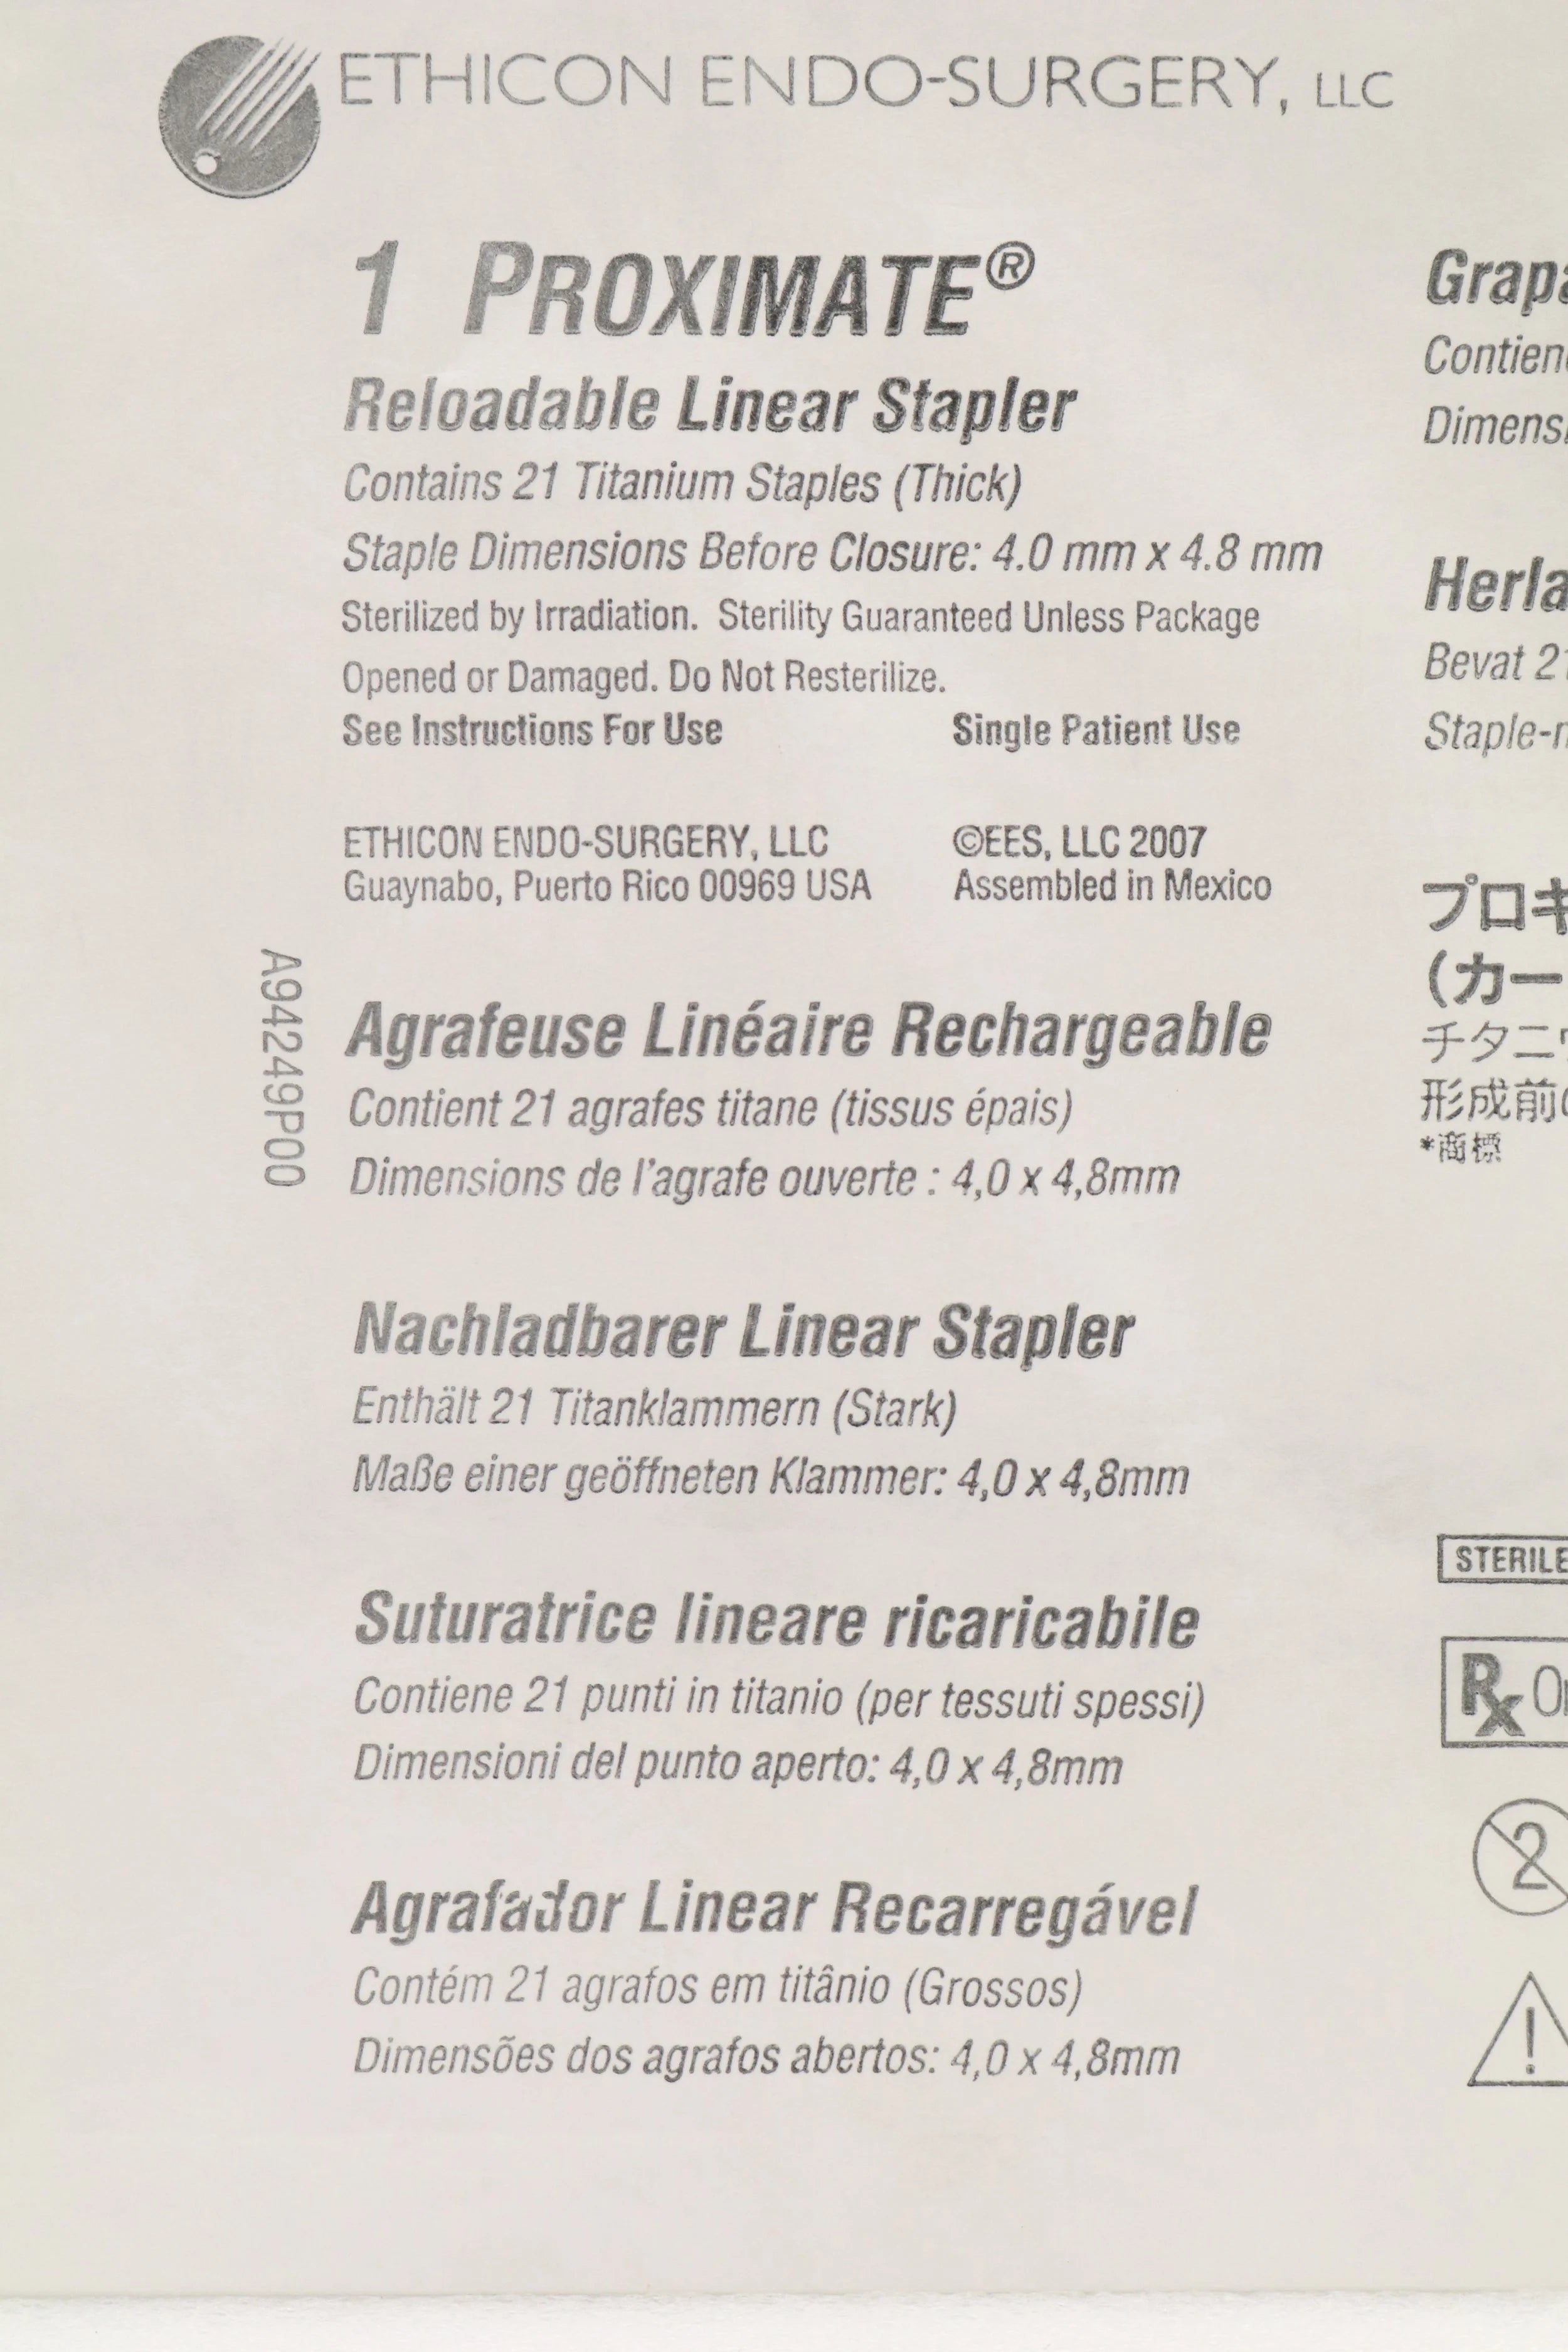 ETHICON ENDO-SURGERY, LLC
1 PROXIMATE®
Reloadable Linear Stapler
Contains 21 Titanium Staples (Thick)
Staple Dimensions Before Closure: 4.0 mm x 4.8 mm
Sterilized by Irradiation. Sterility Guaranteed Unless Package
Opened or Damaged. Do Not Resterilize.
See Instructions For Use Single Patient Use
ETHICON ENDO-SURGERY, LLC ©EES, LLC 2007
Guaynabo, Puerto Rico 00969 USA Assembled in Mexico
A94249P00
Agrafeuse Linéaire Rechargeable
Contient 21 agrafes titane (tissus épais)
Dimensions de l'agrafe ouverte : 4,0 x 4,8mm
Nachladbarer Linear Stapler
Enthält 21 Titanklammern (Stark)
Maße einer geöffneten Klammer: 4,0 x 4,8mm
Suturatrice lineare ricaricabile
Contiene 21 punti in titanio (per tessuti spessi)
Dimensioni del punto aperto: 4,0 x 4,8mm
Agrafador Linear Recarregável
Contém 21 agrafos em titânio (Grossos)
Dimensões dos agrafos abertos: 4,0 x 4,8mm
Bevat
*商標
STERILE
Rx
2
!